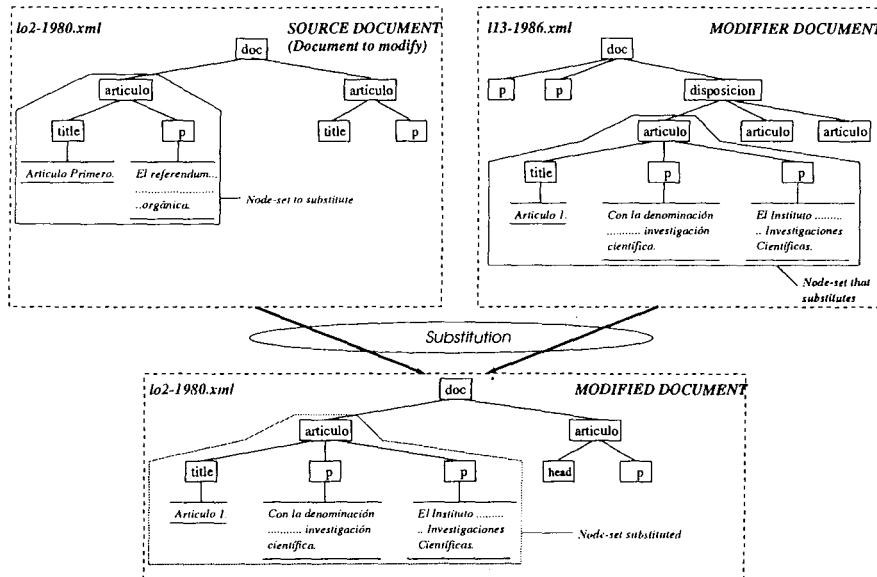 lo2-1980.xml
SOURCE DOCUMENT
(Document to modify)
doc
articulo
articulo
title
p
title
p
Articulo Primero.
El referendum...
..orgánica.
Node-set to substitute
l13-1986.xml
MODIFIER DOCUMENT
doc
p
p
disposicion
articulo
articulo
articulo
title
p
p
Articulo 1.
Con la denominación
........... investigación
científica.
El Instituto .........
.. Investigaciones
Científicas.
Node-set that
substitutes
Substitution
lo2-1980.xml
MODIFIED DOCUMENT
doc
articulo
articulo
title
p
p
head
p
Articulo 1.
Con la denominación
........... investigación
científica.
El Instituto .........
.. Investigaciones
Científicas.
Node-set substituted